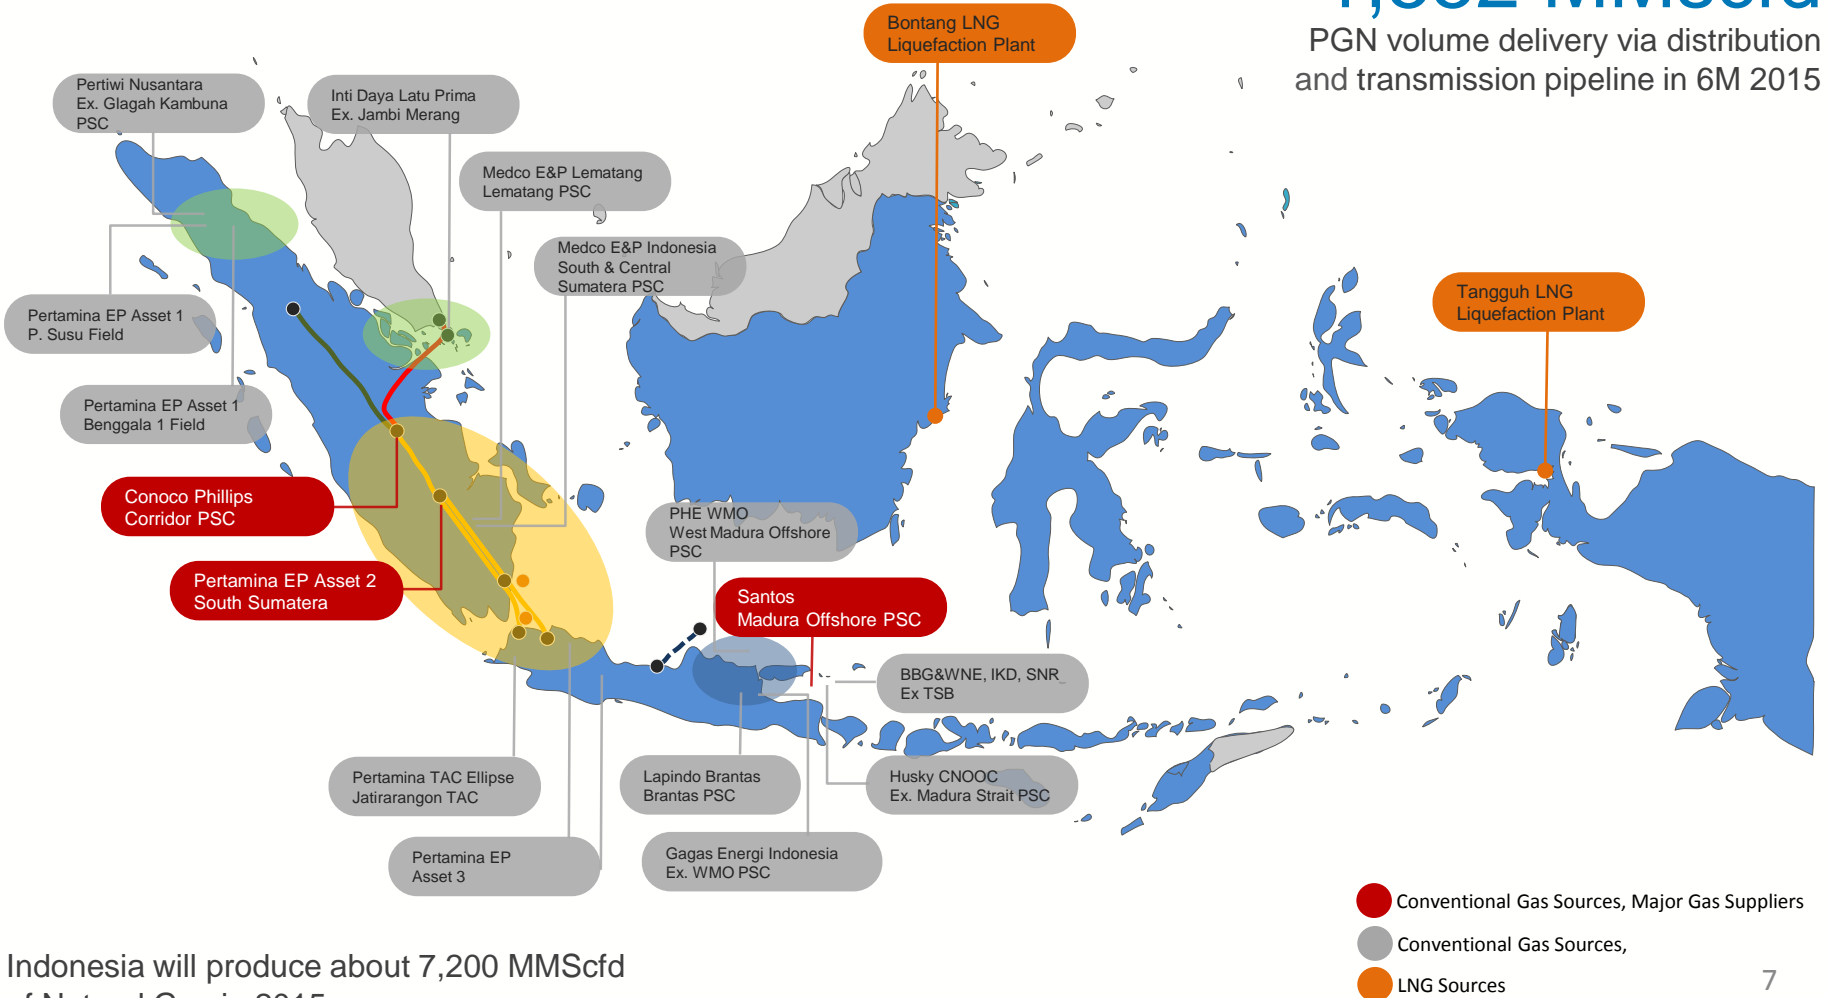 PGN volume delivery via distribution
and transmission pipeline in 6M 2015
Bontang LNG
Liquefaction Plant
Pertiwi Nusantara
Ex. Glagah Kambuna
PSC
Inti Daya Latu Prima
Ex. Jambi Merang
Medco E&P Lematang
Lematang PSC
Medco E&P Indonesia
South & Central
Sumatera PSC
Tangguh LNG
Liquefaction Plant
Pertamina EP Asset 1
P. Susu Field
Pertamina EP Asset 1
Benggala 1 Field
Conoco Phillips
Corridor PSC
Pertamina EP Asset 2
South Sumatera
PHE WMO
West Madura Offshore
PSC
Santos
Madura Offshore PSC
BBG&WNE, IKD, SNR_
Ex TSB
Pertamina TAC Ellipse
Jatirarangon TAC
Lapindo Brantas
Brantas PSC
Husky CNOOC
Ex. Madura Strait PSC
Pertamina EP
Asset 3
Gagas Energi Indonesia
Ex. WMO PSC
Conventional Gas Sources, Major Gas Suppliers
Conventional Gas Sources,
LNG Sources
Indonesia will produce about 7,200 MMScfd
7